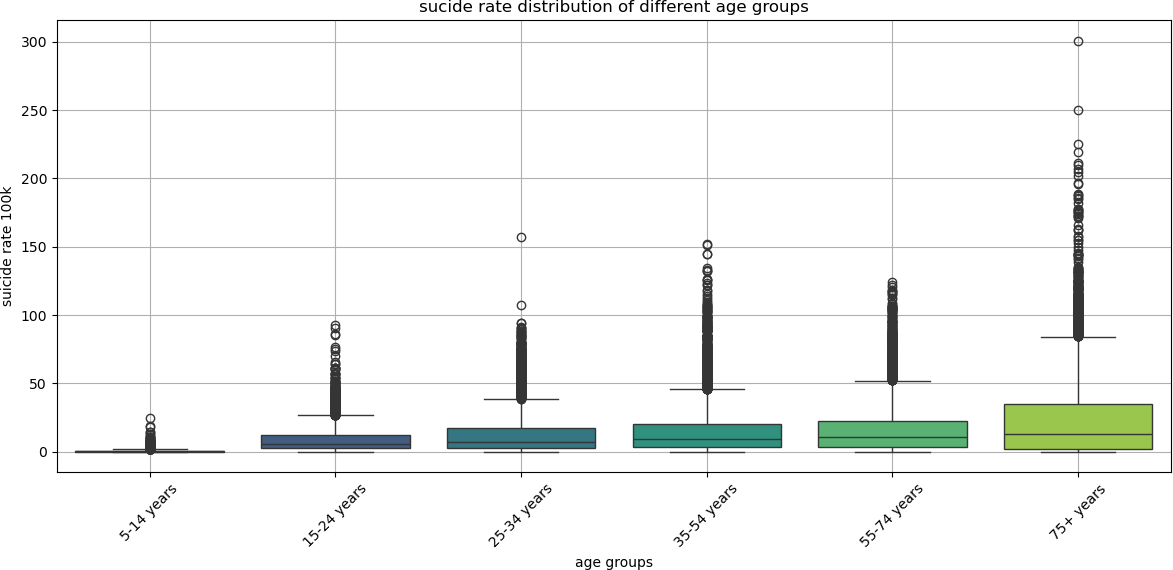 sucide rate distribution of different age groups
300
250
200
150
100
50
0
suicide rate 100k
5-14 years
15-24 years
25-34 years
35-54 years
55-74 years
75+ years
age groups